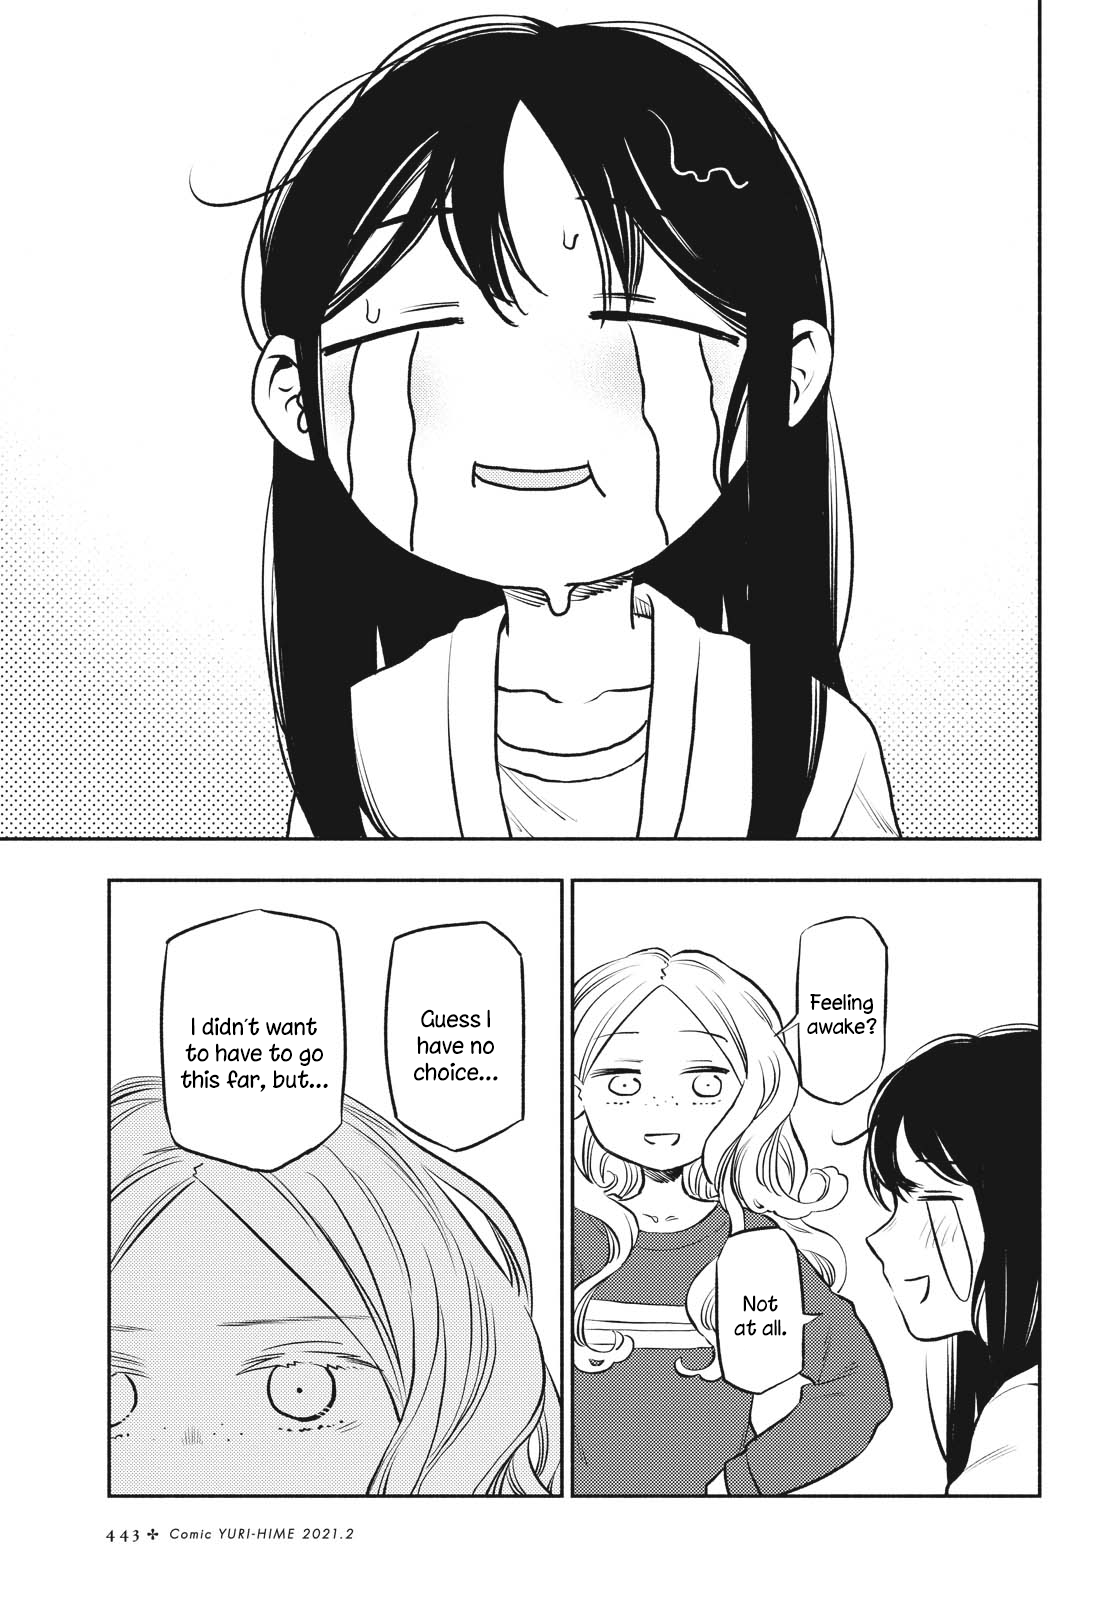 Feeling
awake?
Not
at all.
Guess I
have no
choice...
I didn't want
to have to go
this far, but...
443 ✣ Comic YURI-HIME 2021.2